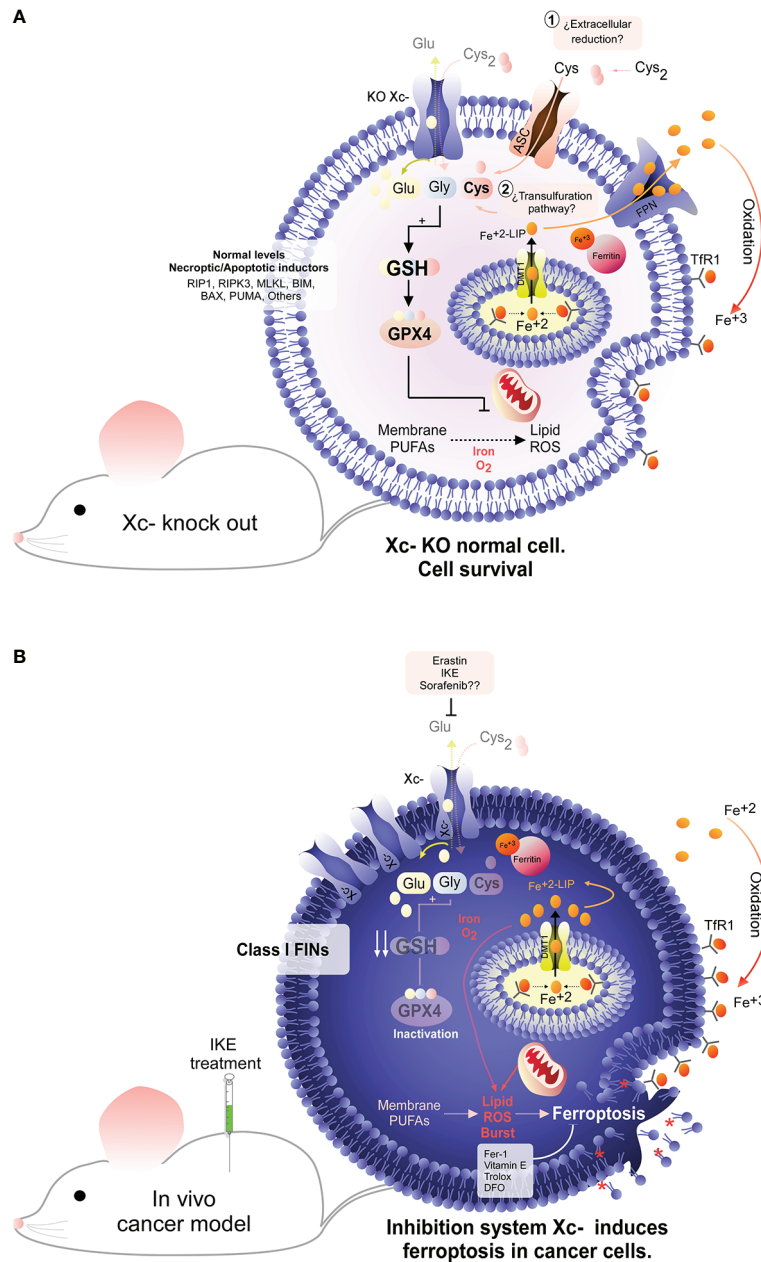 A
1 ¿Extracellular
reduction?
Glu
Cys2
Cys
Cys2
KO Xc-
ASC
Glu
Gly
Cys
2 ¿Transulfuration
pathway?
FPN
Oxidation
Fe+2-LIP
Fe+3
Ferritin
TfR1
Normal levels
Necroptic/Apoptotic inductors
RIP1, RIPK3, MLKL, BIM,
BAX, PUMA, Others
+
GSH
DMT1
Fe+2
Fe+3
GPX4
Membrane
PUFAs
Iron
O2
Lipid
ROS
Xc- knock out
Xc- KO normal cell.
Cell survival
B
Erastin
IKE
Sorafenib??
Glu
Cys2
Xc-
Xc-
Xc-
Xc-
Fe+2
Fe+3
Ferritin
Oxidation
Glu
Gly
Cys
Fe+2-LIP
+
Iron
O2
TfR1
Class I FINs
GSH
DMT1
Fe+2
Fe+3
GPX4
Inactivation
IKE
treatment
Membrane
PUFAs
Lipid
ROS
Burst
Ferroptosis
*
*
*
*
Fer-1
Vitamin E
Trolox
DFO
In vivo
cancer model
Inhibition system Xc- induces
ferroptosis in cancer cells.